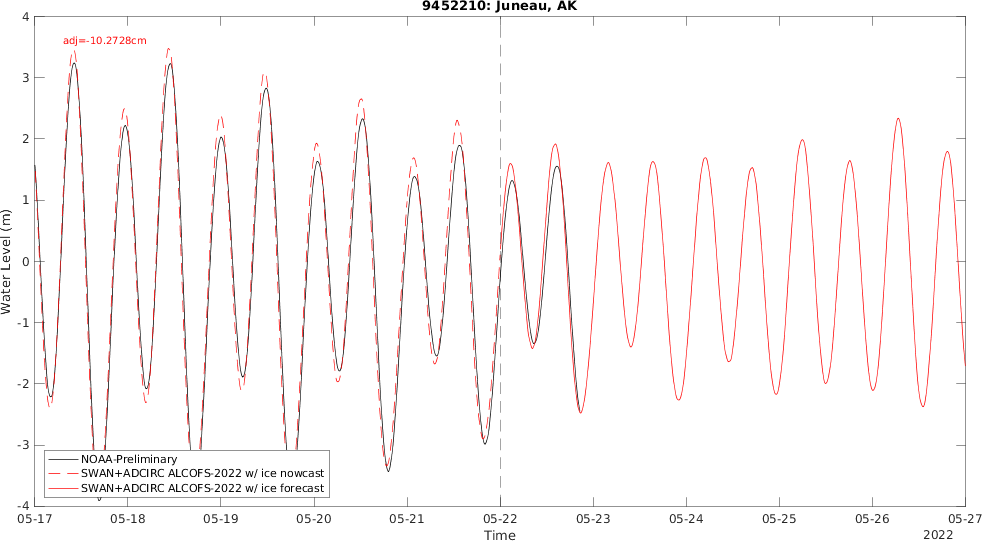 9452210: Juneau, AK
adj=-10.2728cm
Water Level (m)
4
3
2
1
0
-1
-2
-3
-4
NOAA-Preliminary
SWAN+ADCIRC ALCOFS-2022 w/ ice nowcast
SWAN+ADCIRC ALCOFS-2022 w/ ice forecast
05-17 05-18 05-19 05-20 05-21 05-22 05-23 05-24 05-25 05-26 05-27
Time
2022